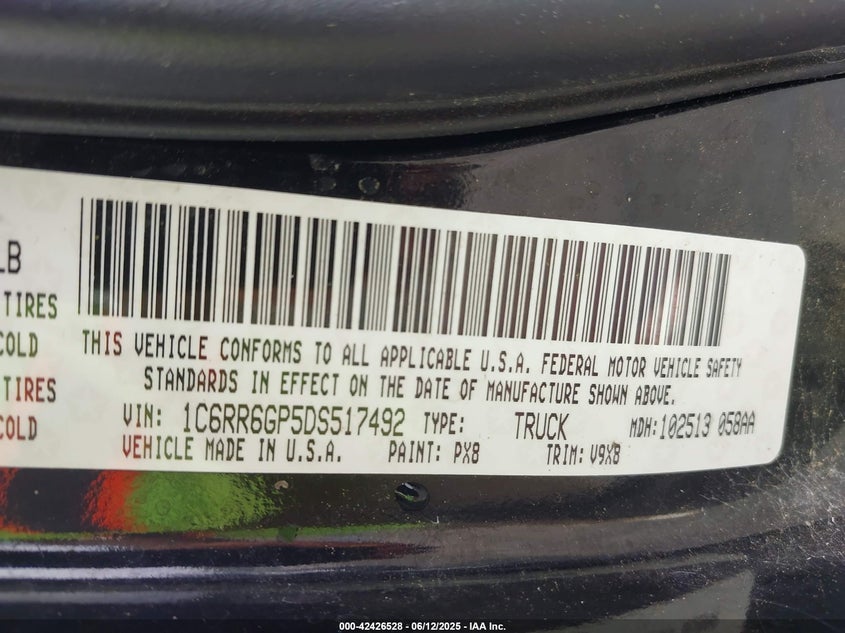 LB
TIRES
COLD
TIRES
COLD
THIS VEHICLE CONFORMS TO ALL APPLICABLE U.S.A. FEDERAL MOTOR VEHICLE SAFETY
STANDARDS IN EFFECT ON THE DATE OF MANUFACTURE SHOWN ABOVE.
VIN: 1C6RR6GP5DS517492 TYPE: TRUCK MDH:102513 058AA
VEHICLE MADE IN U.S.A. PAINT: PX8 TRIM: V9X8
000-42426528 - 06/12/2025 - IAA Inc.